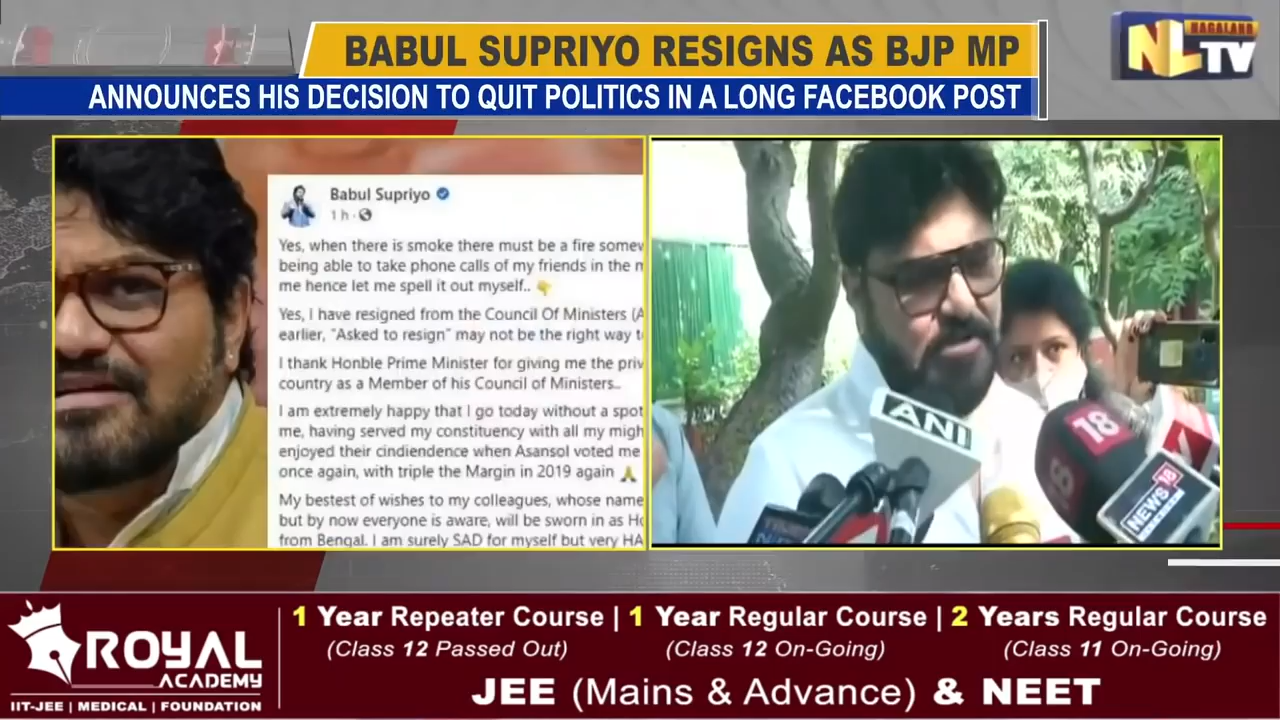 BABUL SUPRIYO RESIGNS AS BJP MP
ANNOUNCES HIS DECISION TO QUIT POLITICS IN A LONG FACEBOOK POST
NAGALAND
NLTV
Babul Supriyo
1 h
Yes, when there is smoke there must be a fire
being able to take phone calls of my friends in the
me hence let me spell it out myself..
Yes, I have resigned from the Council Of Ministers
earlier, "Asked to resign" may not be the right way
I thank Honble Prime Minister for giving me the
country as a Member of his Council of Ministers..
I am extremely happy that I go today without a
me, having served my constituency with all my
enjoyed their cindiendence when Asansol voted me
once again, with triple the Margin in 2019 again
My bestest of wishes to my colleagues, whose name
but by now everyone is aware, will be sworn in as
from Bengal. I am surely SAD for myself but very
ANI
18
18
NEWS 18
ROYAL
ACADEMY
IIT-JEE | MEDICAL | FOUNDATION
1 Year Repeater Course | 1 Year Regular Course | 2 Years Regular Course
(Class 12 Passed Out) (Class 12 On-Going) (Class 11 On-Going)
JEE (Mains & Advance) & NEET